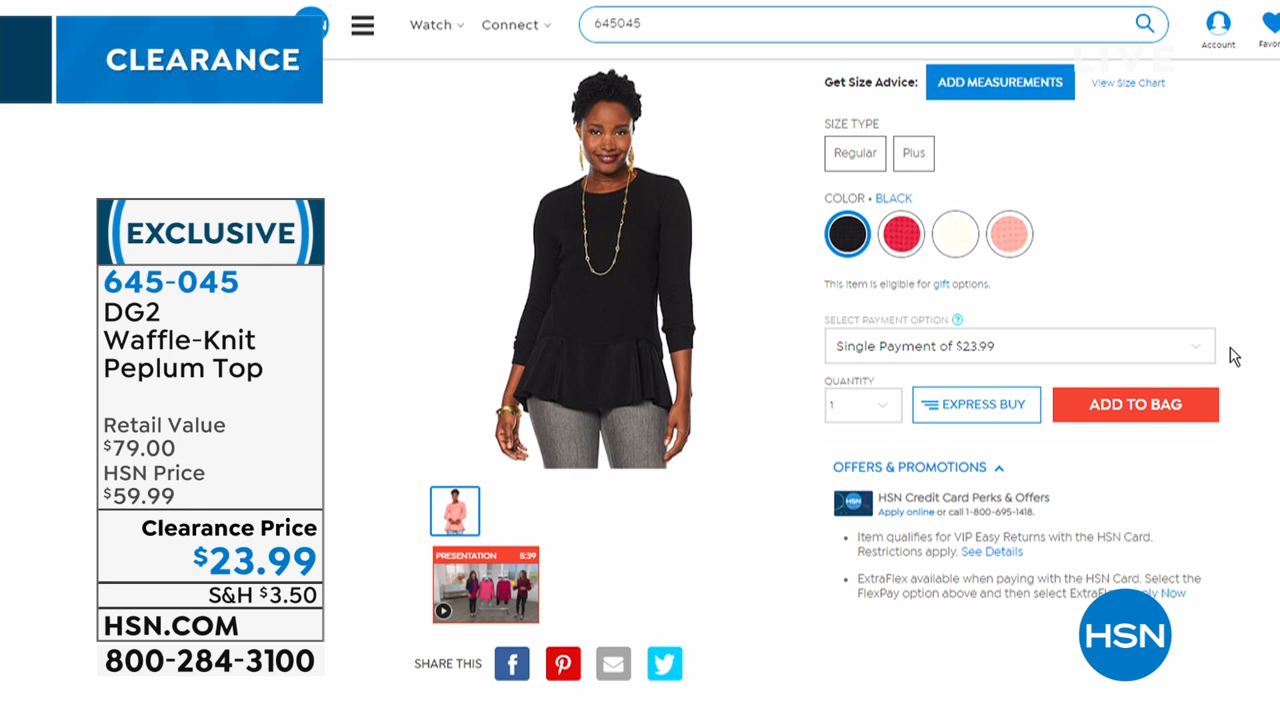 CLEARANCE
HSN
Watch
Connect
645045
Account
LIVE
EXCLUSIVE
645-045
DG2
Waffle-Knit
Peplum Top
Retail Value
$79.00
HSN Price
$59.99
Clearance Price
$23.99
S&H $3.50
HSN.COM
800-284-3100
PRESENTATION 5:39
SHARE THIS
Get Size Advice: ADD MEASUREMENTS View Size Chart
SIZE TYPE
Regular Plus
COLOR • BLACK
This item is eligible for gift options.
SELECT PAYMENT OPTION ?
Single Payment of $23.99
QUANTITY
1 EXPRESS BUY ADD TO BAG
OFFERS & PROMOTIONS
HSN
HSN Credit Card Perks & Offers
Apply online or call 1-800-695-1418.
• Item qualifies for VIP Easy Returns with the HSN Card.
Restrictions apply. See Details
• ExtraFlex available when paying with the HSN Card. Select the
FlexPay option above and then select Now
HSN